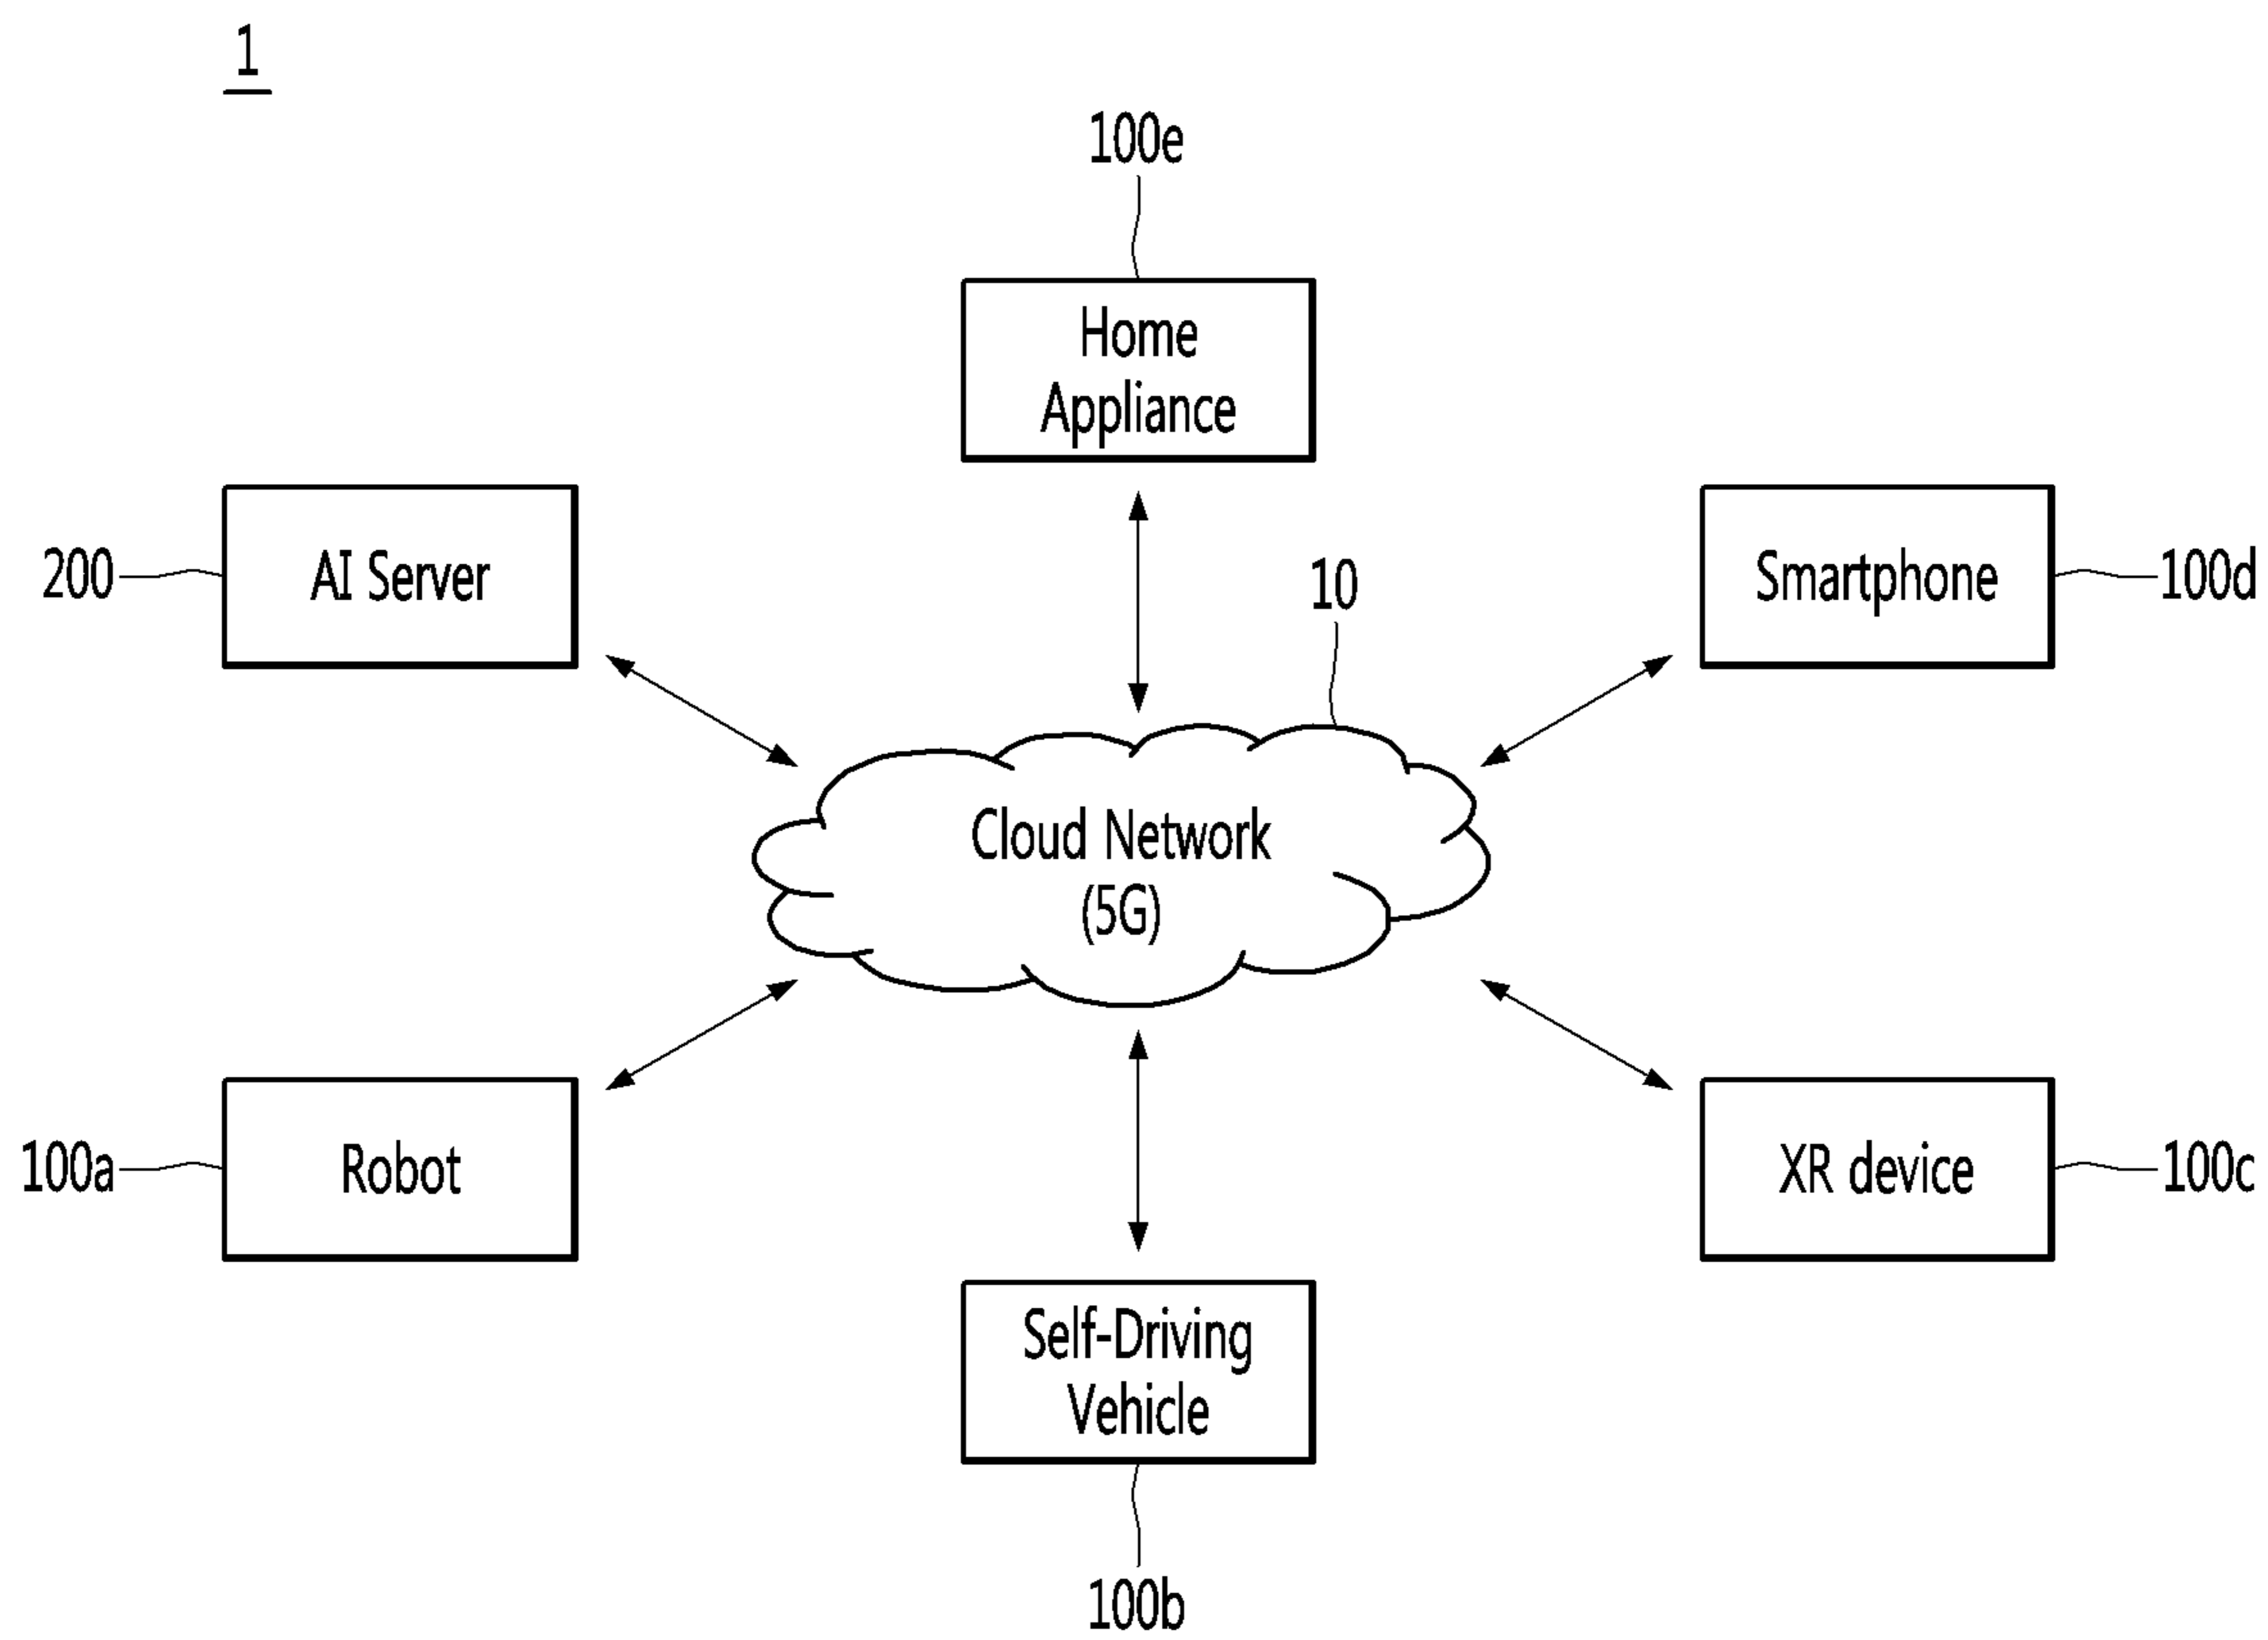 1
100e
Home
Appliance
200
AI Server
10
Smartphone
100d
Cloud Network
(5G)
100a
Robot
XR device
100c
Self-Driving
Vehicle
100b